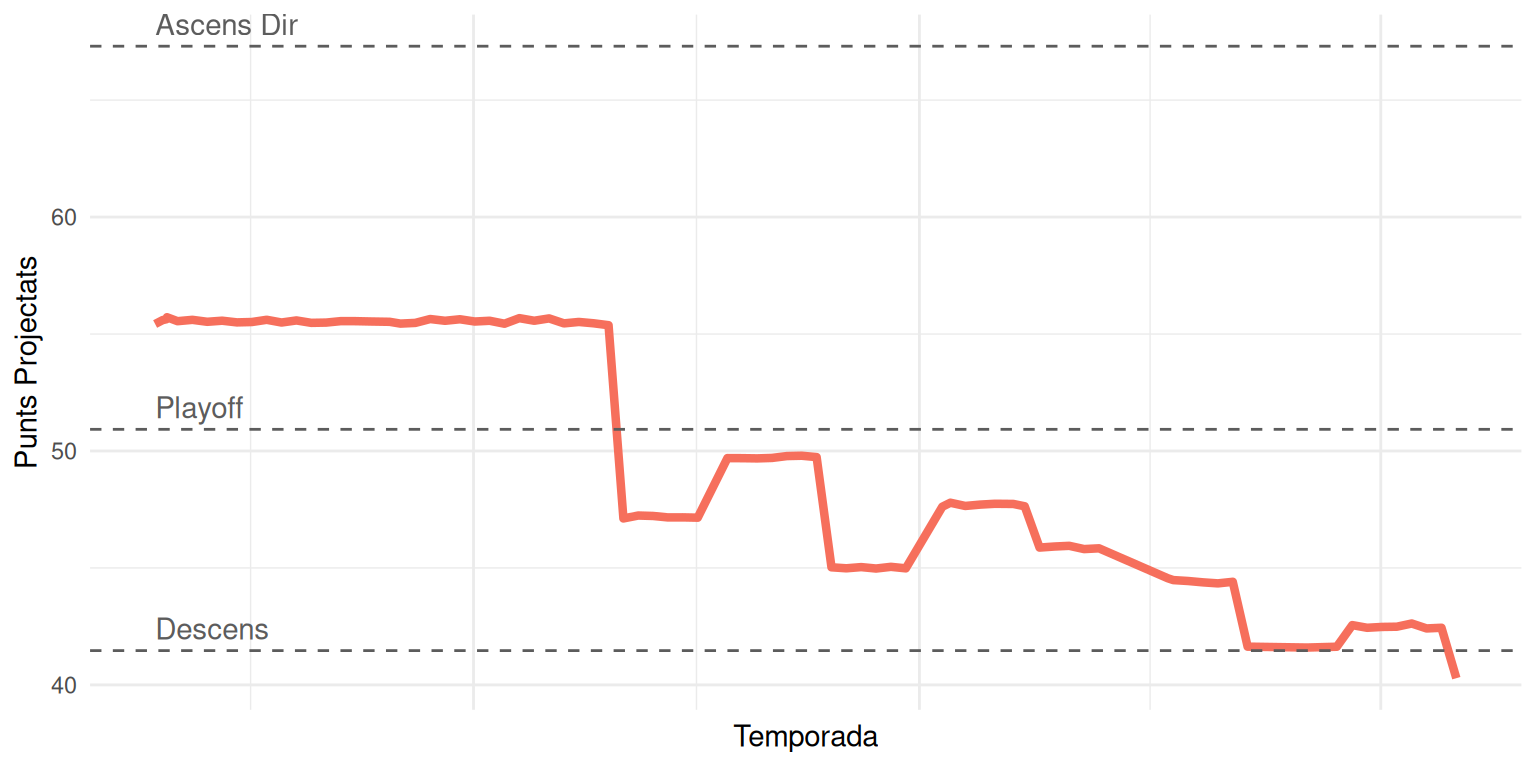 Ascens Dir
60
Playoff
50
Descens
40
Punts Projectats
Temporada